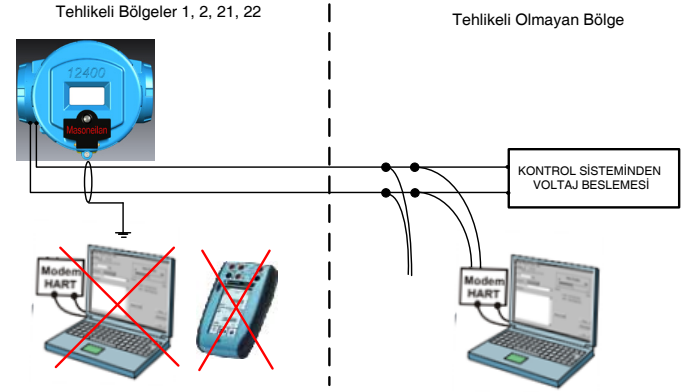 Tehlikeli Bölgeler 1, 2, 21, 22
Tehlikeli Olmayan Bölge
12400
Masoneilan
KONTROL SİSTEMİNDEN
VOLTAJ BESLEMESİ
Modem
HART
Modem
HART